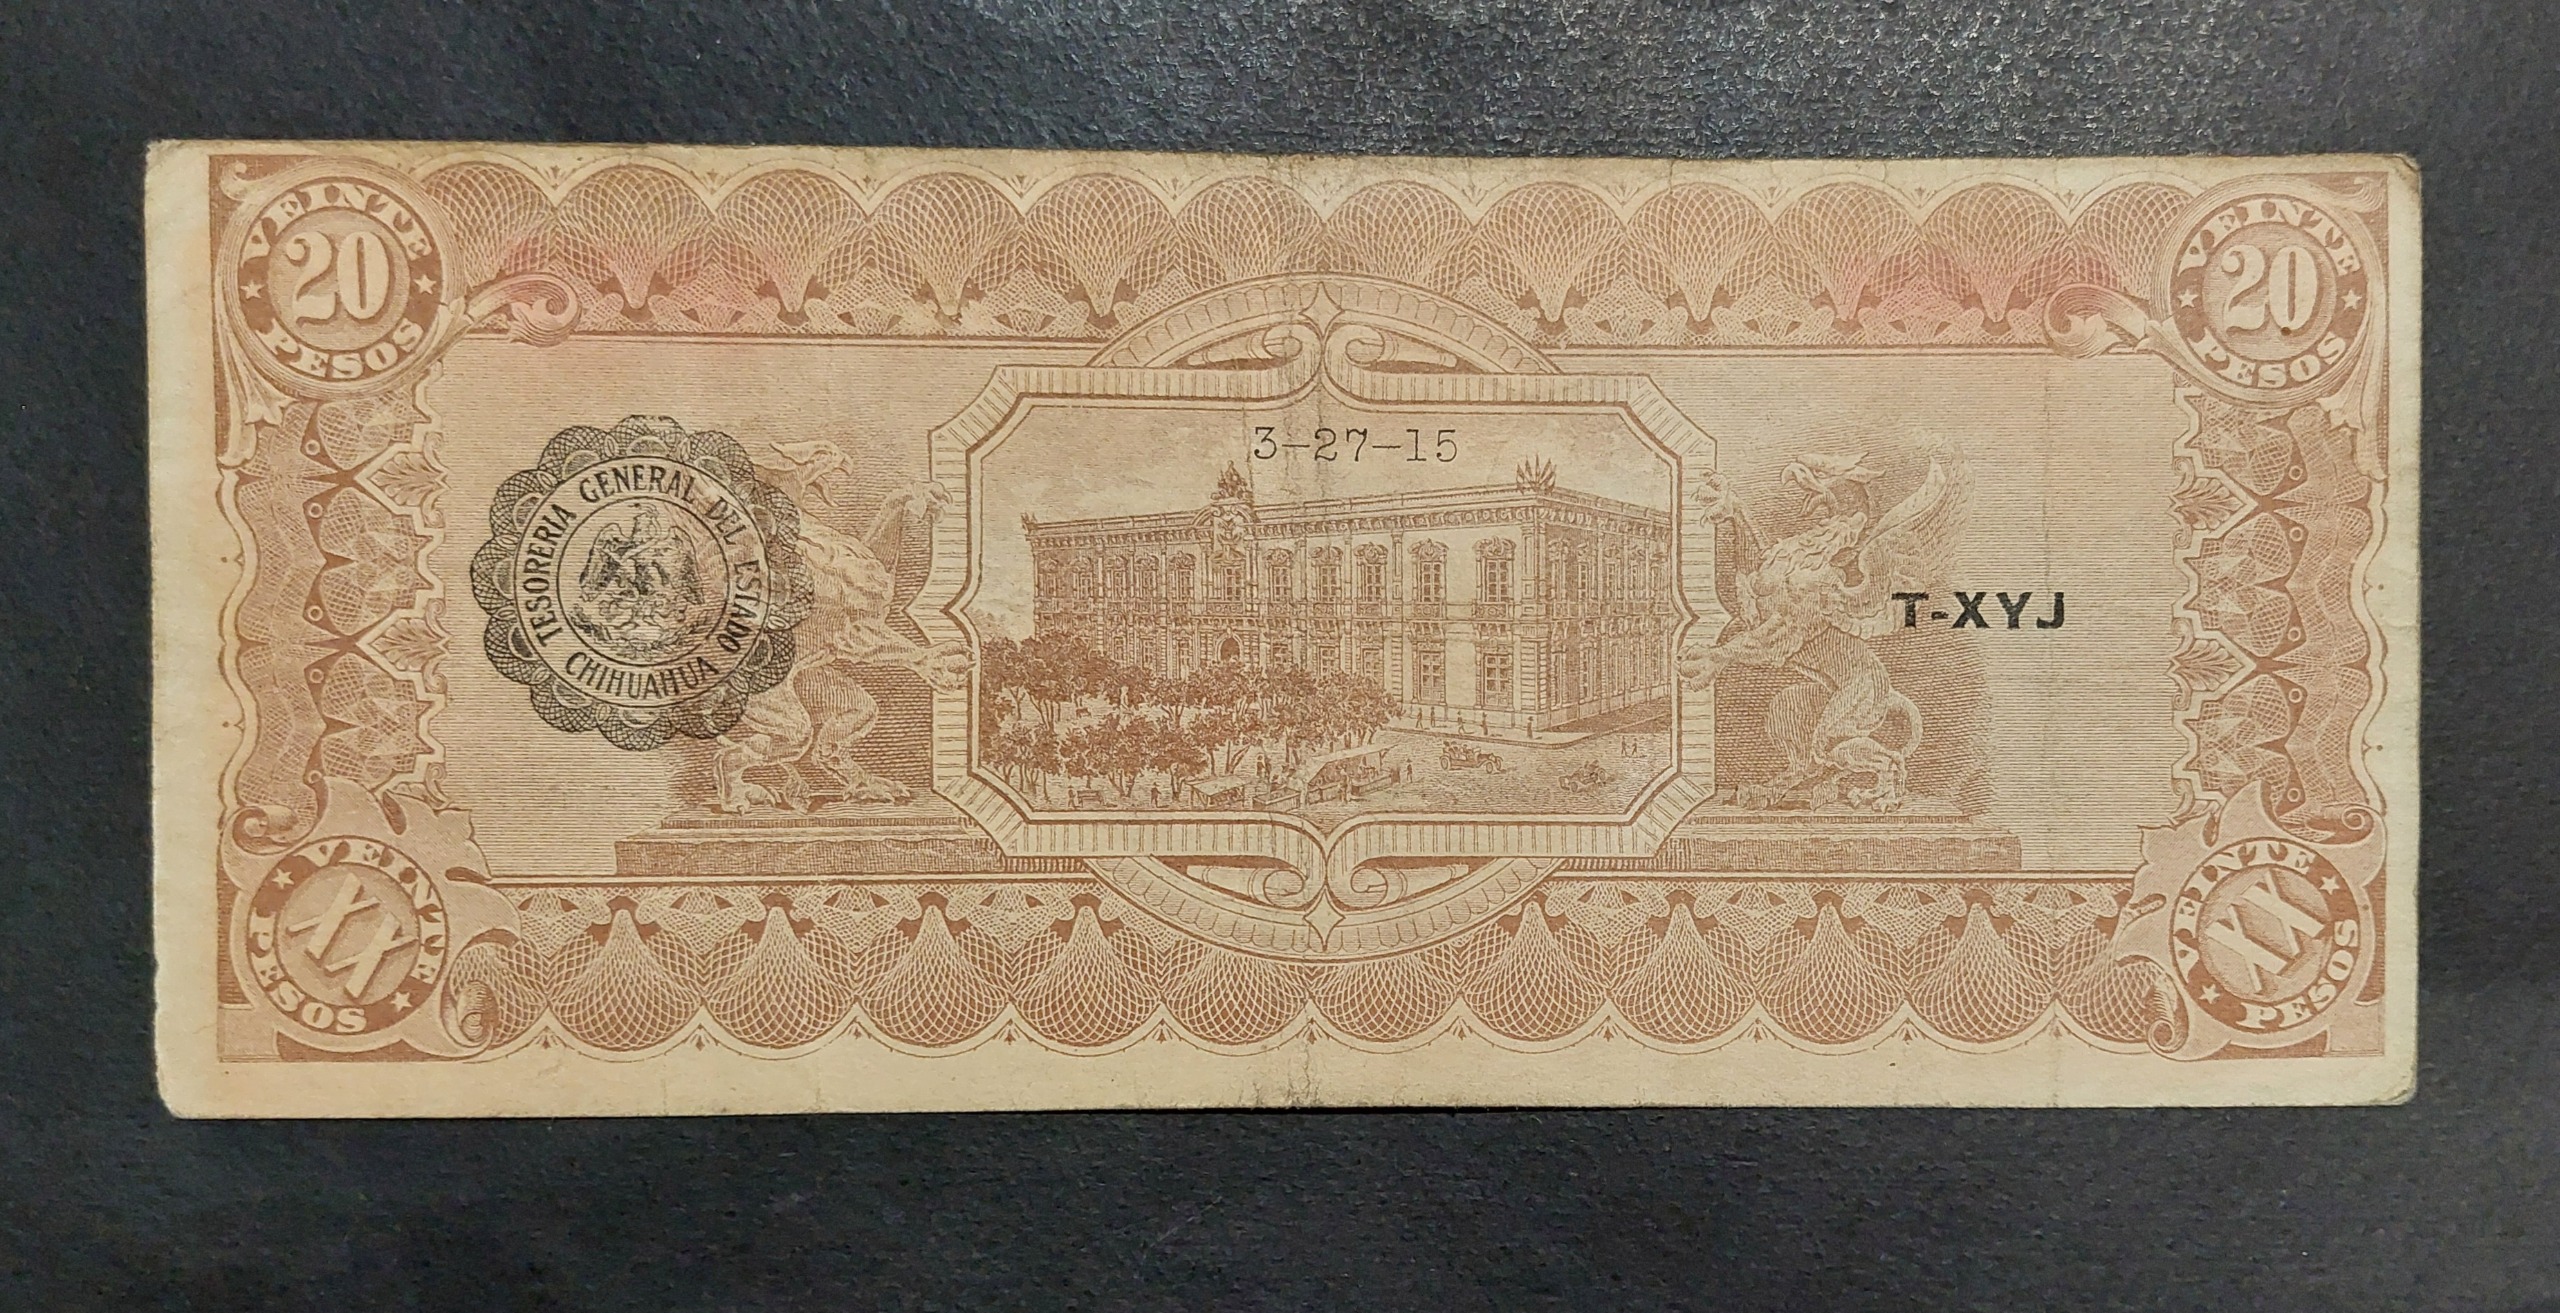 VEINTE
20
PESOS
VEINTE
20
PESOS
3-27-15
TESORERIA GENERAL DEL ESTADO
CHIHUAHUA
T-XYJ
VEINTE
XX
PESOS
VEINTE
XX
PESOS